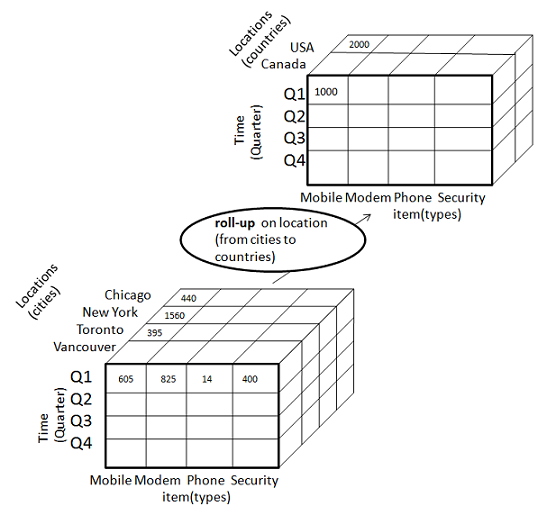 Locations
(countries)
USA
2000
Canada
Time
(Quarter)
Q1
1000
Q2
Q3
Q4
Mobile Modem Phone Security
item(types)
roll-up on location
(from cities to
countries)
Locations
(cities)
Chicago
440
New York
1560
Toronto
395
Vancouver
Time
(Quarter)
Q1
605 825 14 400
Q2
Q3
Q4
Mobile Modem Phone Security
item(types)